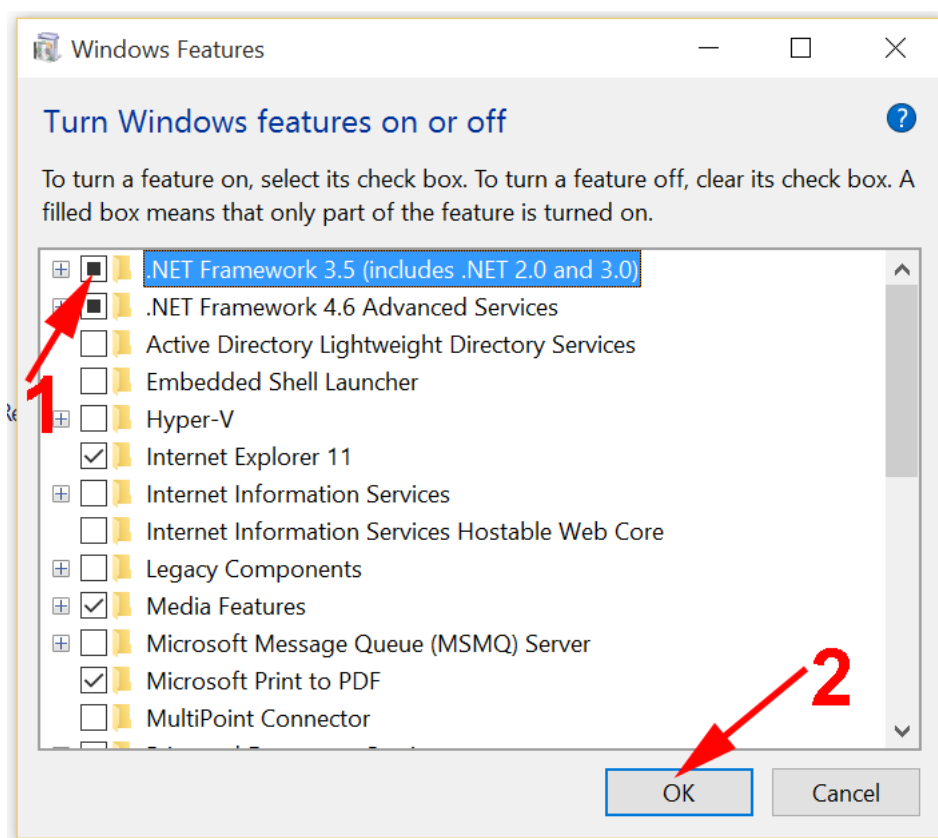 Windows Features
Turn Windows features on or off
?
To turn a feature on, select its check box. To turn a feature off, clear its check box. A
filled box means that only part of the feature is turned on.
.NET Framework 3.5 (includes .NET 2.0 and 3.0)
.NET Framework 4.6 Advanced Services
Active Directory Lightweight Directory Services
Embedded Shell Launcher
1
Hyper-V
Internet Explorer 11
Internet Information Services
Internet Information Services Hostable Web Core
Legacy Components
Media Features
Microsoft Message Queue (MSMQ) Server
Microsoft Print to PDF
2
MultiPoint Connector
OK
Cancel